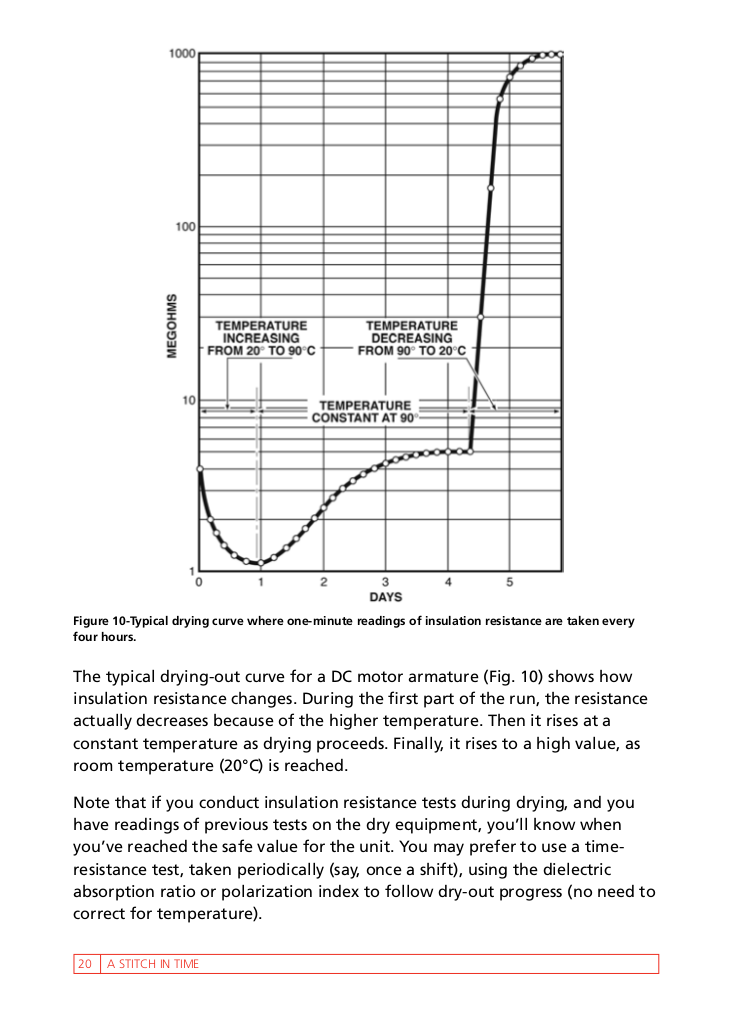 1000
100
10
1
MEGOHMS
TEMPERATURE
INCREASING
FROM 20° TO 90°C
TEMPERATURE
DECREASING
FROM 90° TO 20°C
TEMPERATURE
CONSTANT AT 90°
0 1 2 3 4 5
DAYS
Figure 10-Typical drying curve where one-minute readings of insulation resistance are taken every
four hours.
The typical drying-out curve for a DC motor armature (Fig. 10) shows how
insulation resistance changes. During the first part of the run, the resistance
actually decreases because of the higher temperature. Then it rises at a
constant temperature as drying proceeds. Finally, it rises to a high value, as
room temperature (20°C) is reached.
Note that if you conduct insulation resistance tests during drying, and you
have readings of previous tests on the dry equipment, you’ll know when
you’ve reached the safe value for the unit. You may prefer to use a time-
resistance test, taken periodically (say, once a shift), using the dielectric
absorption ratio or polarization index to follow dry-out progress (no need to
correct for temperature).
20 A STITCH IN TIME